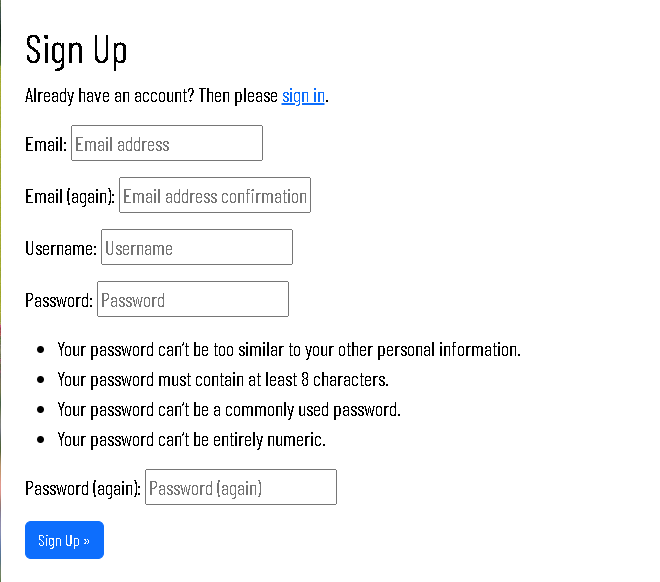 Sign Up
Already have an account? Then please sign in.
Email: Email address
Email (again): Email address confirmation
Username: Username
Password: Password
• Your password can't be too similar to your other personal information.
• Your password must contain at least 8 characters.
• Your password can't be a commonly used password.
• Your password can't be entirely numeric.
Password (again): Password (again)
Sign Up »